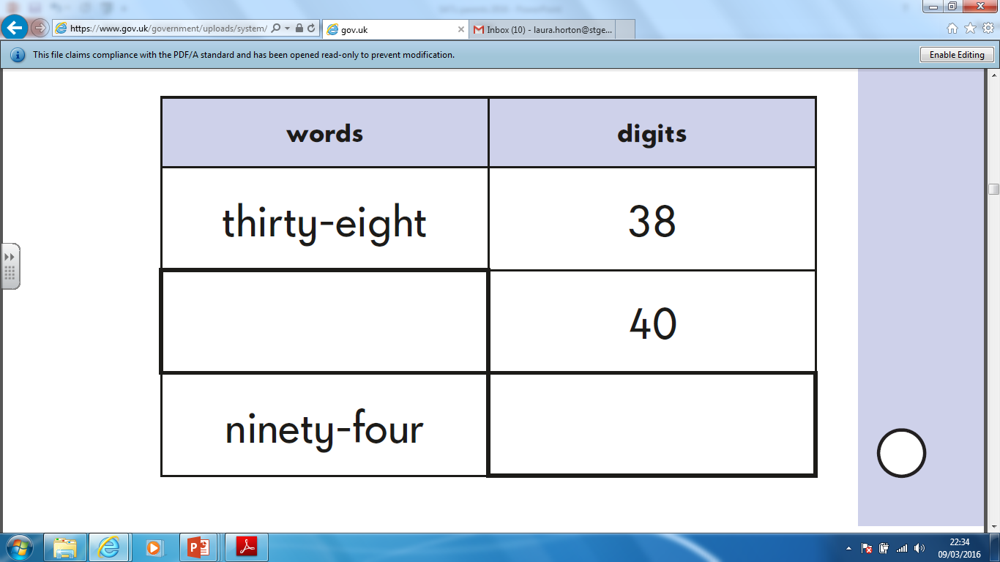 https://www.gov.uk/government/uploads/system/
gov.uk
Inbox (10) - laura.horton@stge...
This file claims compliance with the PDF/A standard and has been opened read-only to prevent modification.
Enable Editing
words digits
thirty-eight 38
40
ninety-four
22:34
09/03/2016